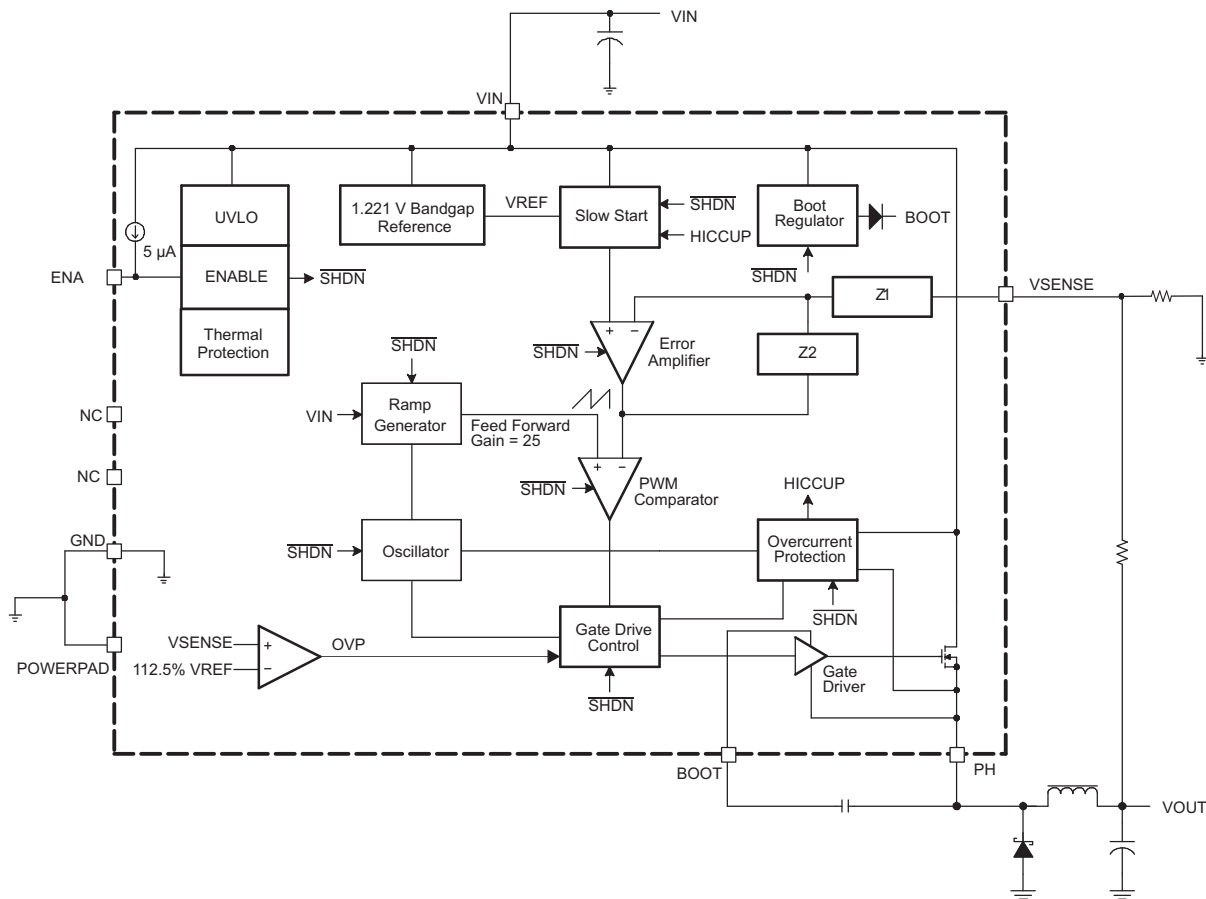 VIN
VIN
UVLO
1.221 V Bandgap
Reference
VREF
Slow Start
SHDN
HICCUP
Boot
Regulator
BOOT
SHDN
5 µA
ENA
ENABLE
SHDN
Thermal
Protection
Z1
VSENSE
+ −
Error
Amplifier
SHDN
Z2
SHDN
NC
VIN
Ramp
Generator
Feed Forward
Gain = 25
NC
+ −
SHDN
PWM
Comparator
HICCUP
GND
SHDN
Oscillator
Overcurrent
Protection
SHDN
Gate Drive
Control
SHDN
VSENSE
+
112.5% VREF
−
OVP
POWERPAD
Gate
Driver
BOOT
PH
VOUT